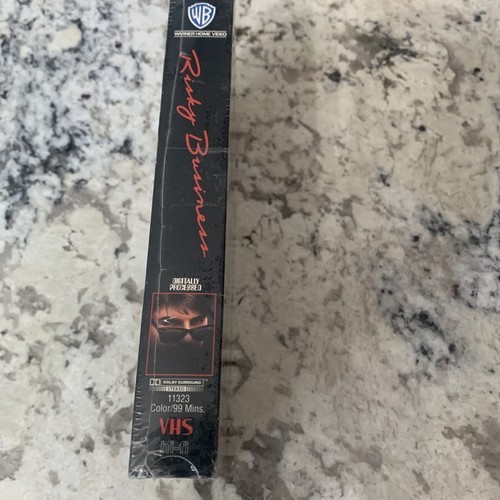 WB
WARNER HOME VIDEO
Risky Business
DIGITALLY
PROCESSED
DOLBY SURROUND
STEREO
11323
Color/99 Mins.
VHS
hi-fi